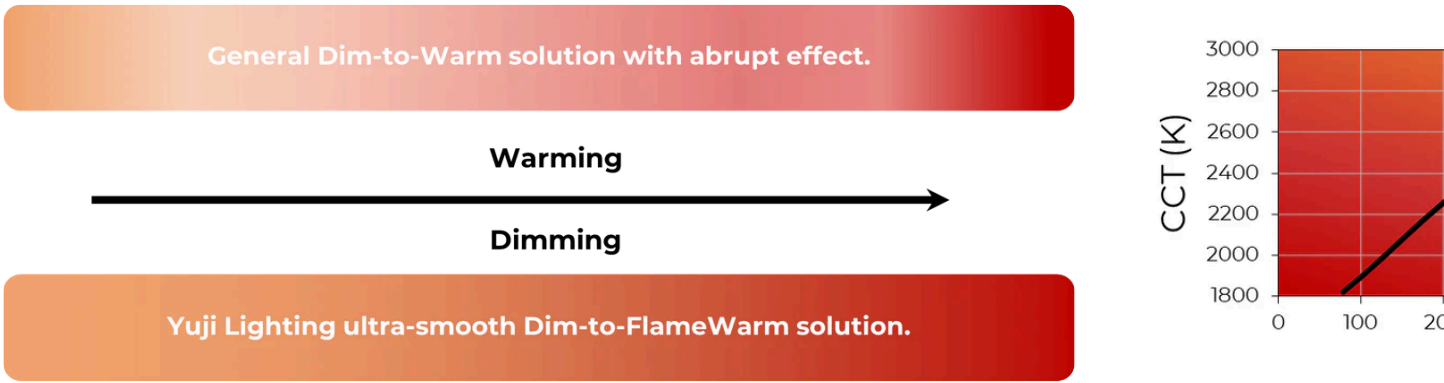 General Dim-to-Warm solution with abrupt effect.
Warming
Dimming
Yuji Lighting ultra-smooth Dim-to-FlameWarm solution.
CCT (K)
3000
2800
2600
2400
2200
2000
1800
0 100